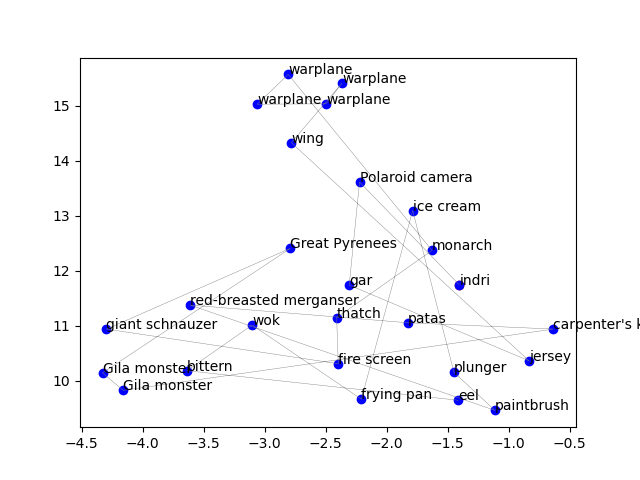 warplane
warplane
warplane
warplane
wing
Polaroid camera
ice cream
Great Pyrenees
monarch
gar
indri
red-breasted merganser
thatch
patas
giant schnauzer
wok
carpenter's k
fire screen
jersey
Gila monster
bittern
plunger
Gila monster
frying pan
eel
paintbrush
15
14
13
12
11
10
−4.5
−4.0
−3.5
−3.0
−2.5
−2.0
−1.5
−1.0
−0.5